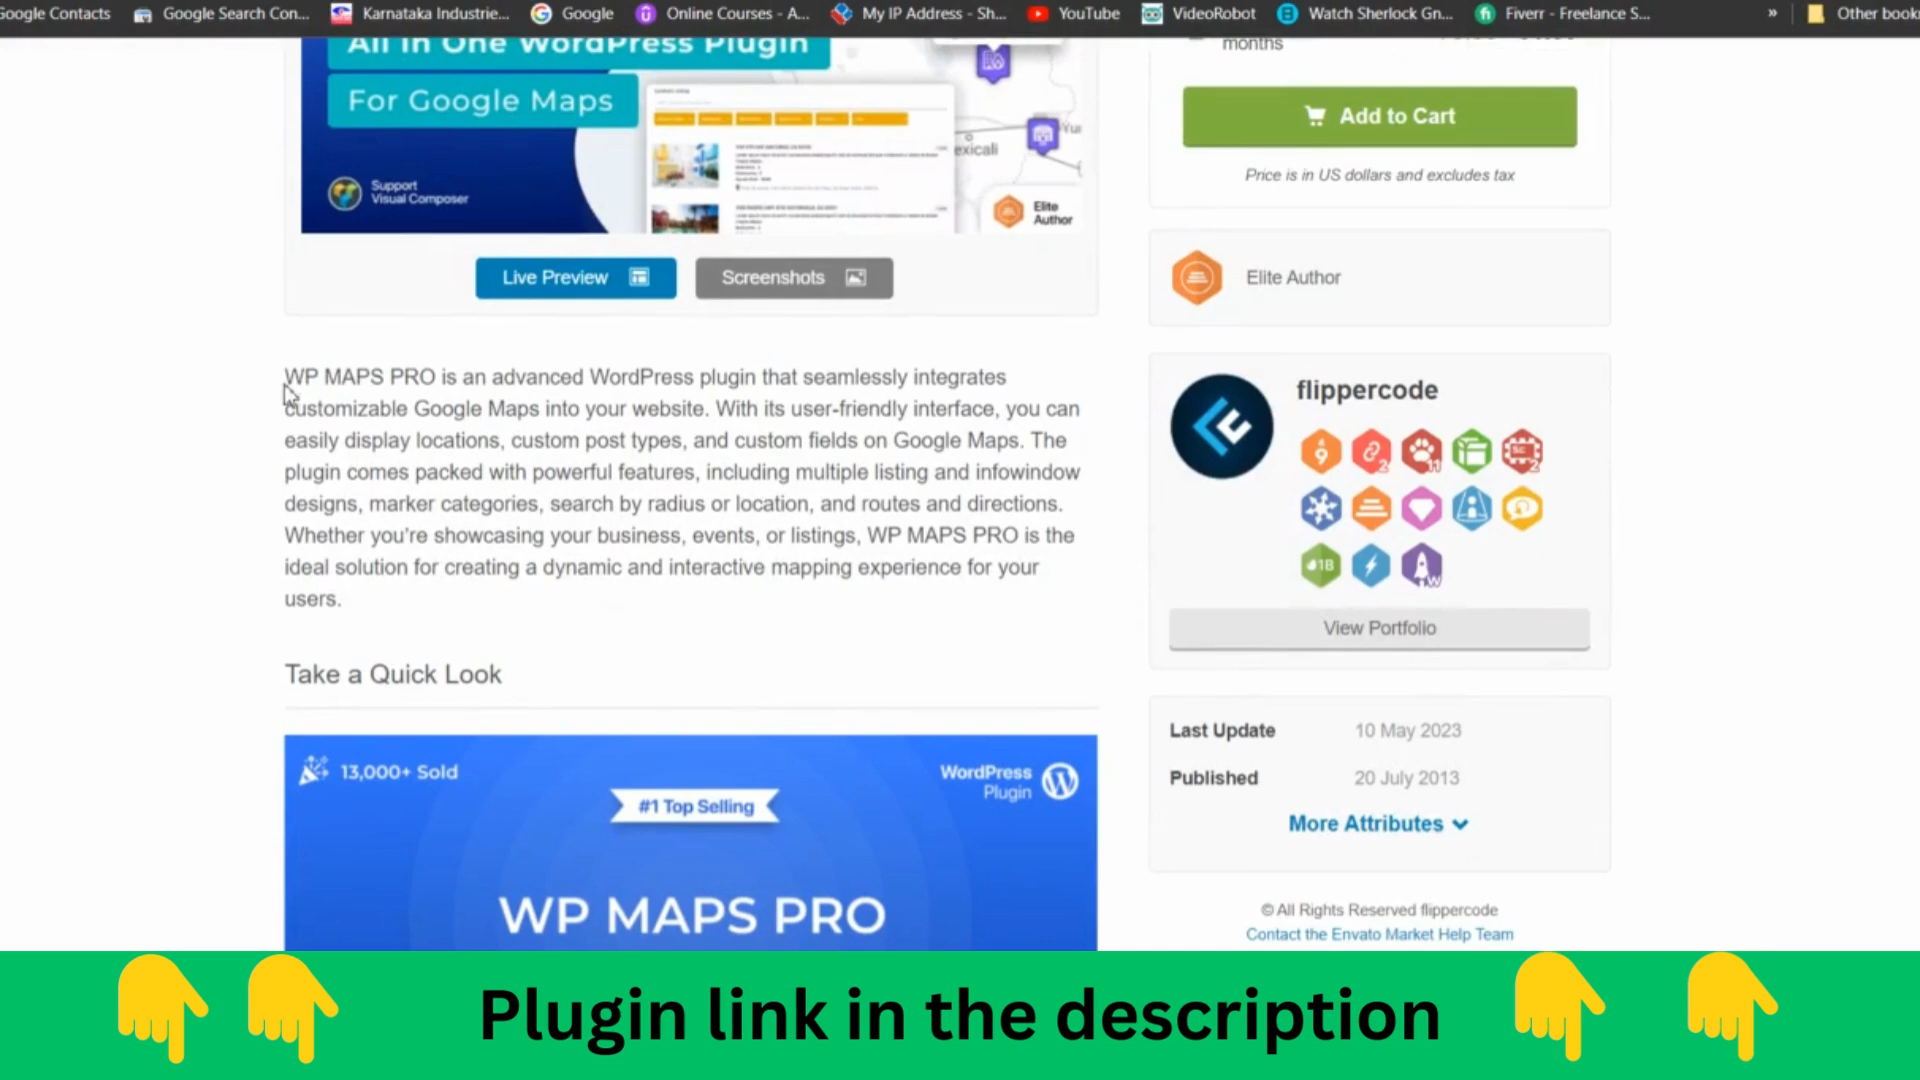 Google Contacts
Google Search Con...
Karnataka Industrie...
Google
Online Courses - A...
My IP Address - Sh...
YouTube
VideoRobot
Watch Sherlock Gn...
Fiverr - Freelance S...
»
Other book
All In One WordPress Plugin
For Google Maps
Support
Visual Composer
exicali
Yu
Elite
Author
months
Add to Cart
Price is in US dollars and excludes tax
Live Preview
Screenshots
Elite Author
WP MAPS PRO is an advanced WordPress plugin that seamlessly integrates
customizable Google Maps into your website. With its user-friendly interface, you can
easily display locations, custom post types, and custom fields on Google Maps. The
plugin comes packed with powerful features, including multiple listing and infowindow
designs, marker categories, search by radius or location, and routes and directions.
Whether you're showcasing your business, events, or listings, WP MAPS PRO is the
ideal solution for creating a dynamic and interactive mapping experience for your
users.
flippercode
9
2
11
2
1B
W
View Portfolio
Take a Quick Look
Last Update 10 May 2023
Published 20 July 2013
More Attributes
13,000+ Sold
#1 Top Selling
WordPress
Plugin
WP MAPS PRO
© All Rights Reserved flippercode
Contact the Envato Market Help Team
Plugin link in the description